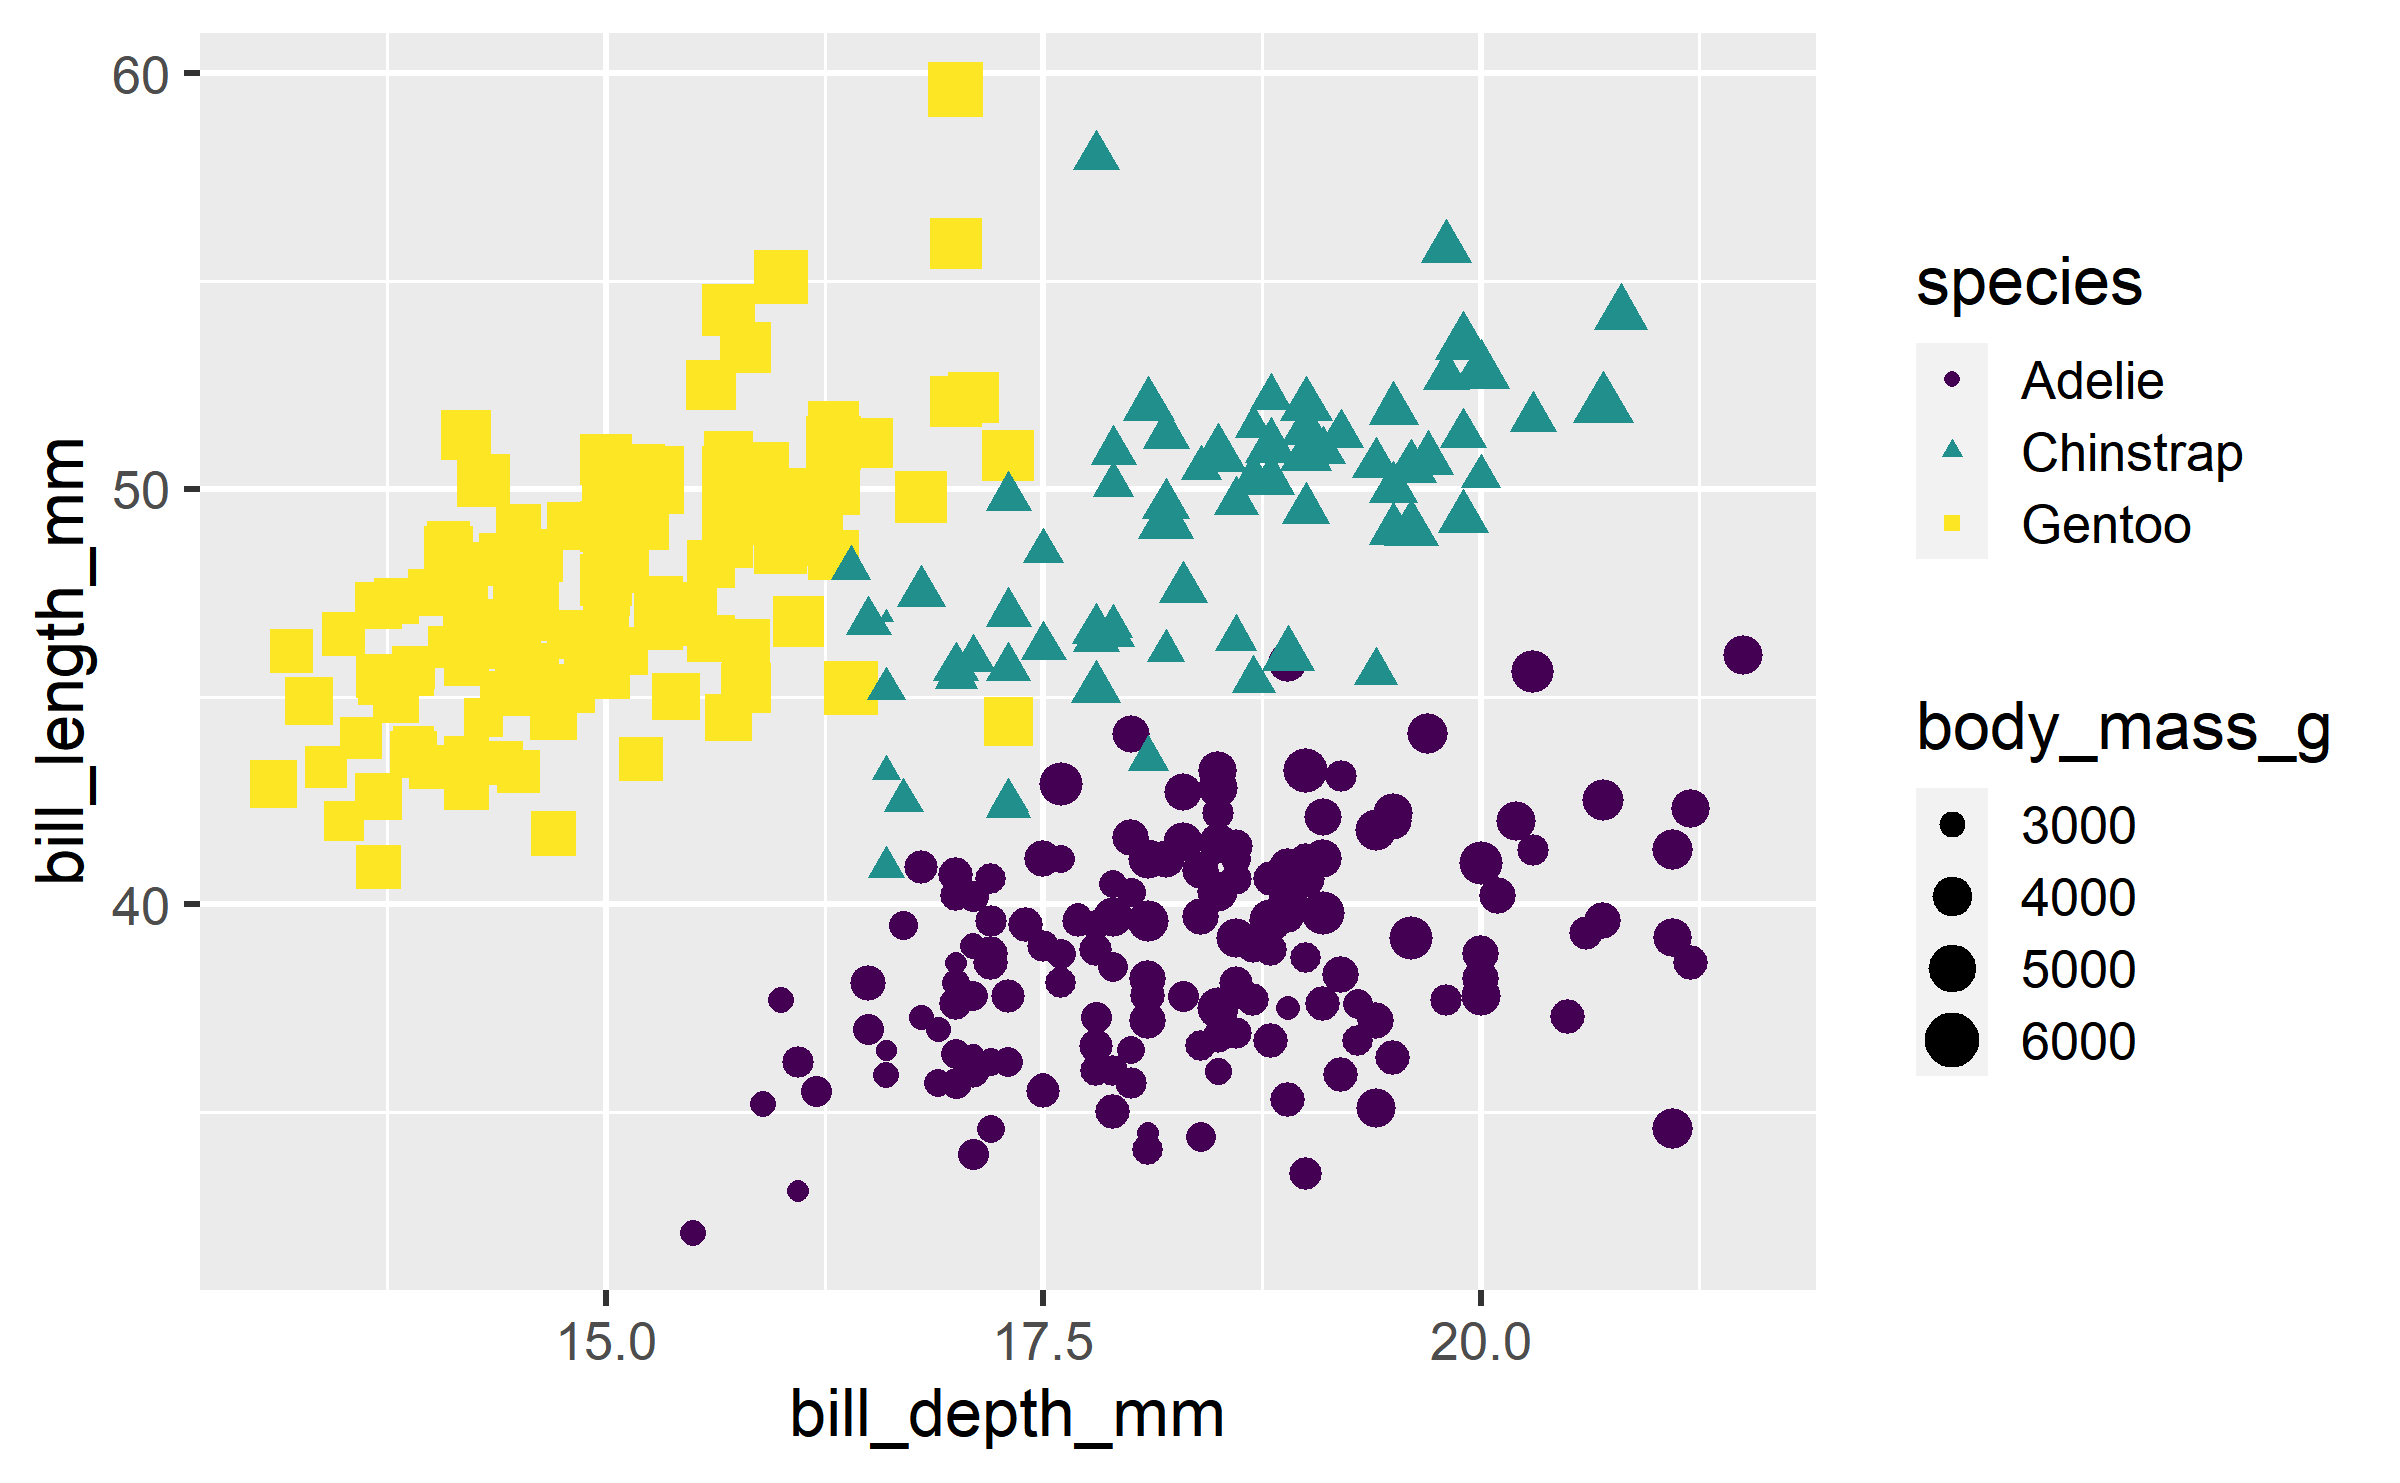 60
50
40
bill_length_mm
15.0
17.5
20.0
bill_depth_mm
species
Adelie
Chinstrap
Gentoo
body_mass_g
3000
4000
5000
6000